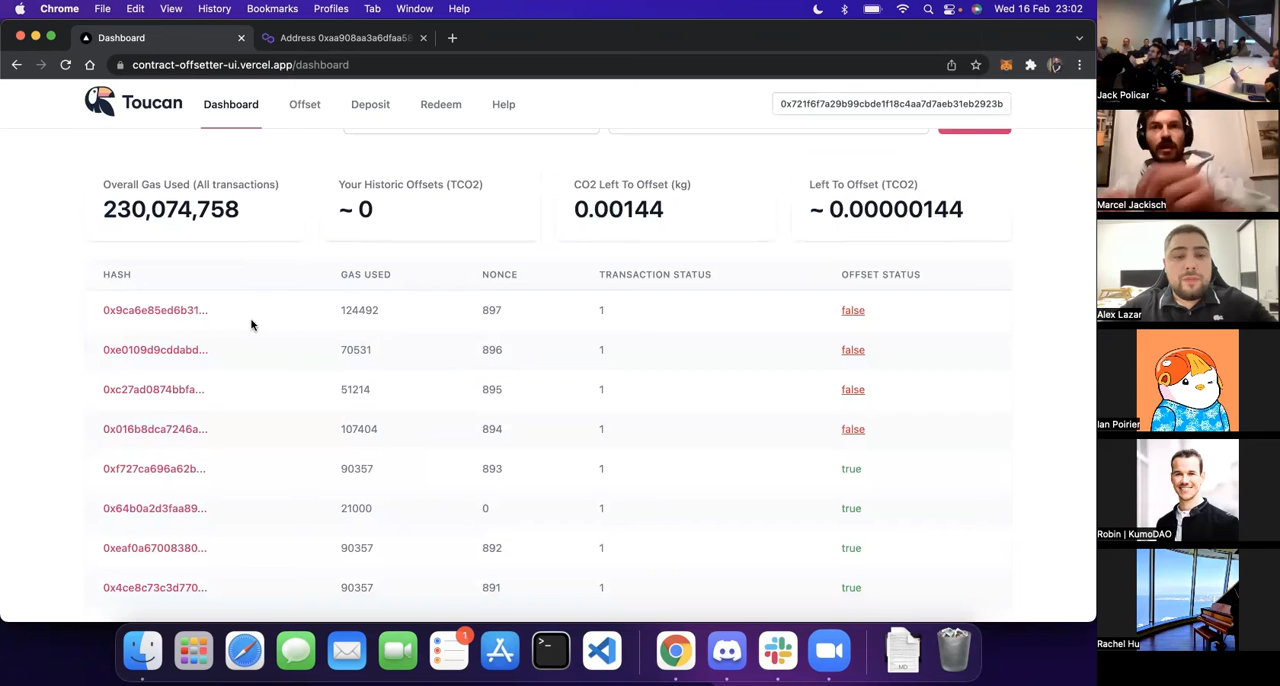 Chrome File Edit View History Bookmarks Profiles Tab Window Help Wed 16 Feb 23:02
Dashboard Address 0xaa908aa3a6dfaa58
contract-offsetter-ui.vercel.app/dashboard
Toucan Dashboard Offset Deposit Redeem Help 0x721f6f7a29b99cbde1f18c4aa7d7aeb31eb2923b
Overall Gas Used (All transactions) Your Historic Offsets (TCO2) CO2 Left To Offset (kg) Left To Offset (TCO2)
230,074,758 ~ 0 0.00144 ~ 0.00000144
HASH GAS USED NONCE TRANSACTION STATUS OFFSET STATUS
0x9ca6e85ed6b31... 124492 897 1 false
0xe0109d9cddabd... 70531 896 1 false
0xc27ad0874bbfa... 51214 895 1 false
0x016b8dca7246a... 107404 894 1 false
0xf727ca696a62b... 90357 893 1 true
0x64b0a2d3faa89... 21000 0 1 true
0xeaf0a67008380... 90357 892 1 true
0x4ce8c73c3d770... 90357 891 1 true
1
MD
Jack Policar
Marcel Jackisch
Alex Lazar
Ian Poirier
Robin | KumoDAO
Rachel Hu